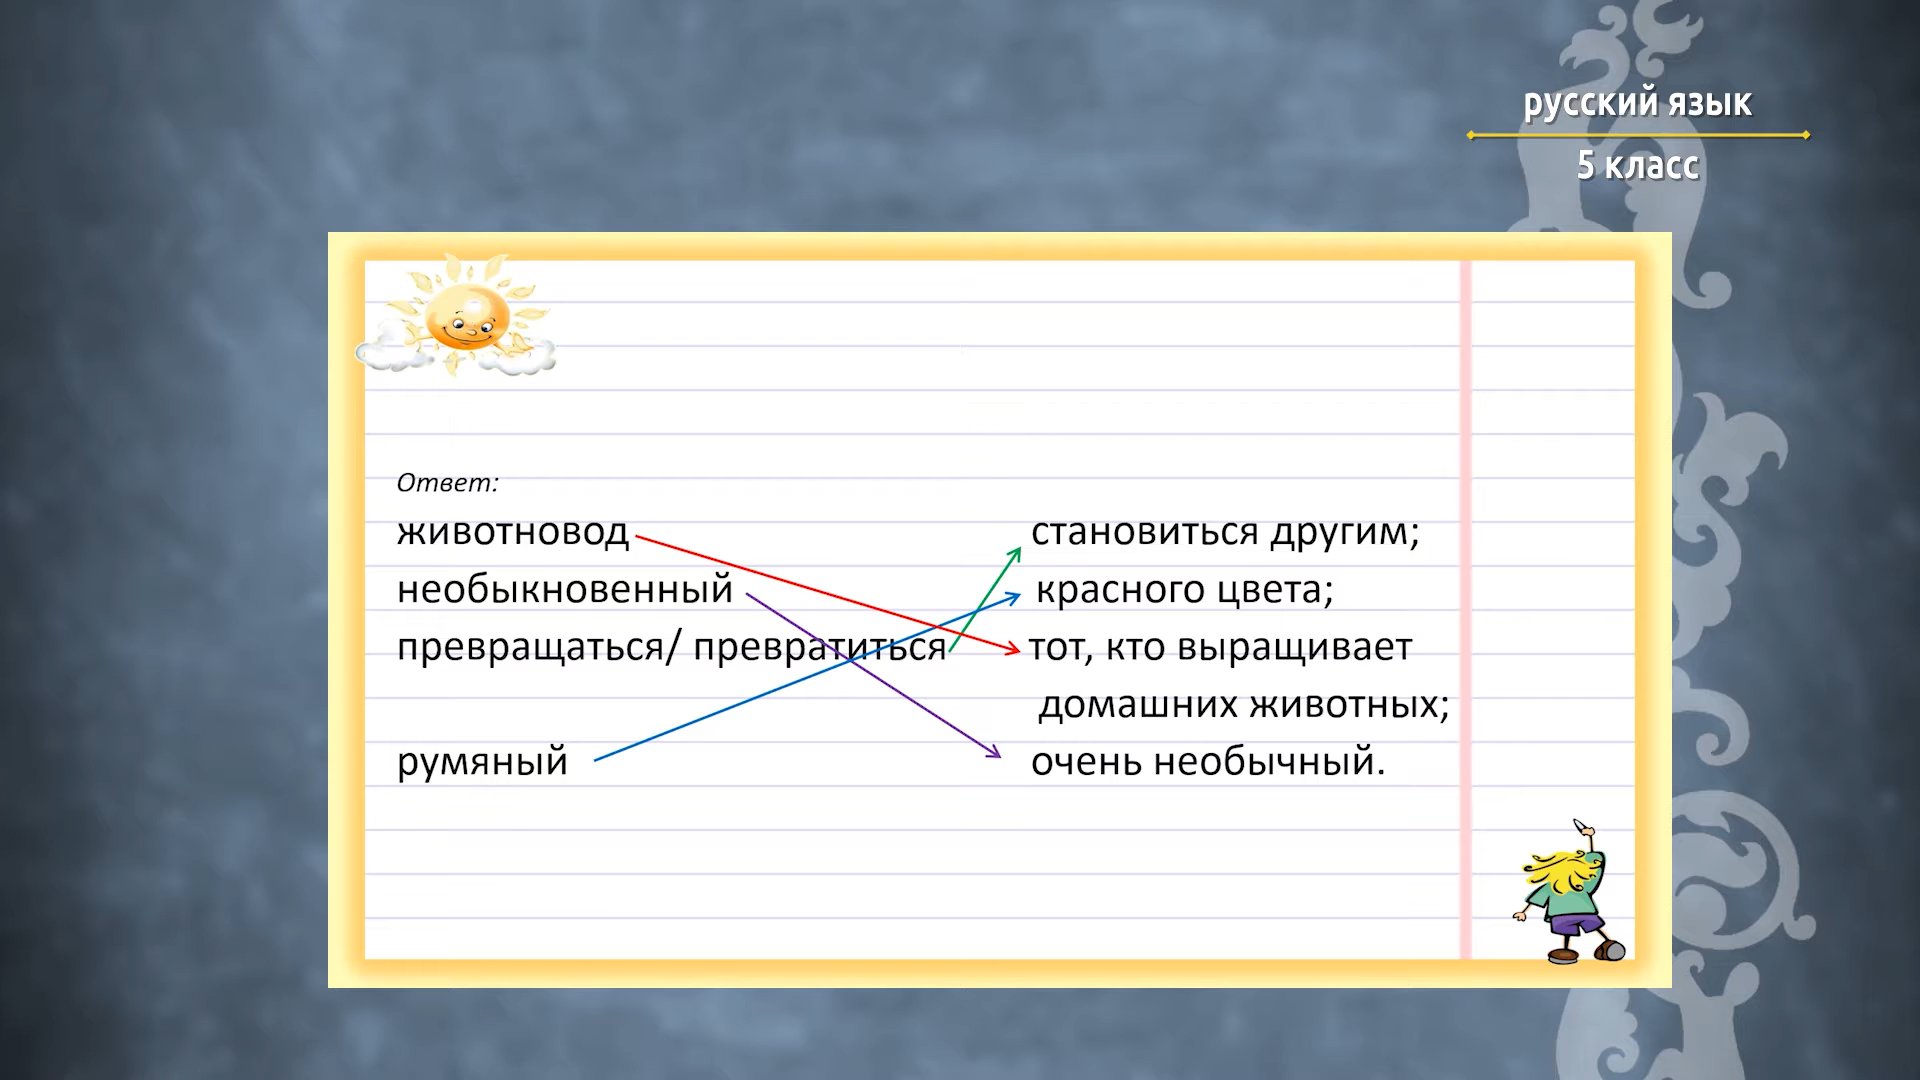 русский язык
5 класс
Ответ:
животновод становиться другим;
необыкновенный красного цвета;
превращаться/ превратиться тот, кто выращивает
домашних животных;
румяный очень необычный.